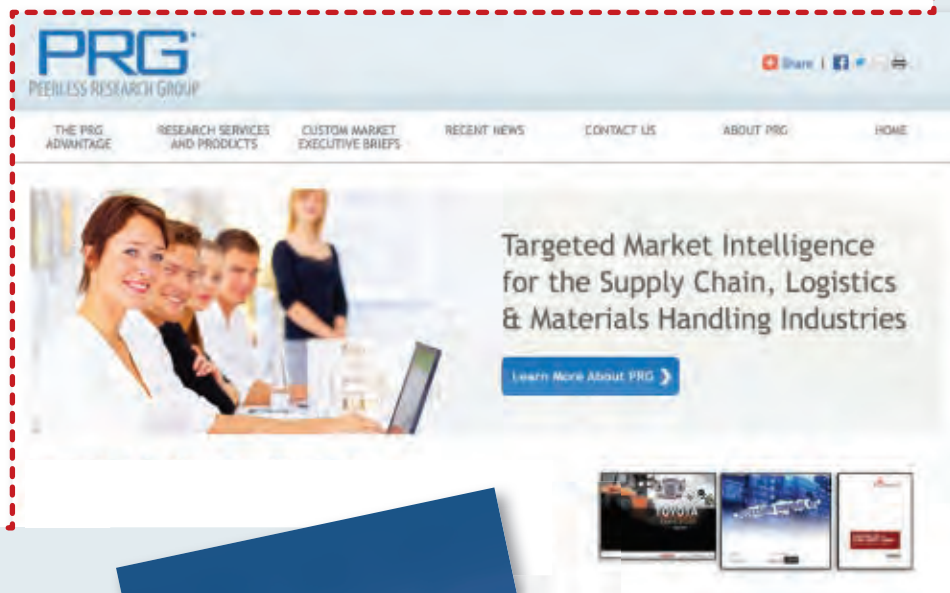 PRG
PEERLESS RESEARCH GROUP
Share |
THE PRG
ADVANTAGE
RESEARCH SERVICES
AND PRODUCTS
CUSTOM MARKET
EXECUTIVE BRIEFS
RECENT NEWS
CONTACT US
ABOUT PRG
HOME
Targeted Market Intelligence
for the Supply Chain, Logistics
& Materials Handling Industries
Learn More About PRG ❯
TOYOTA